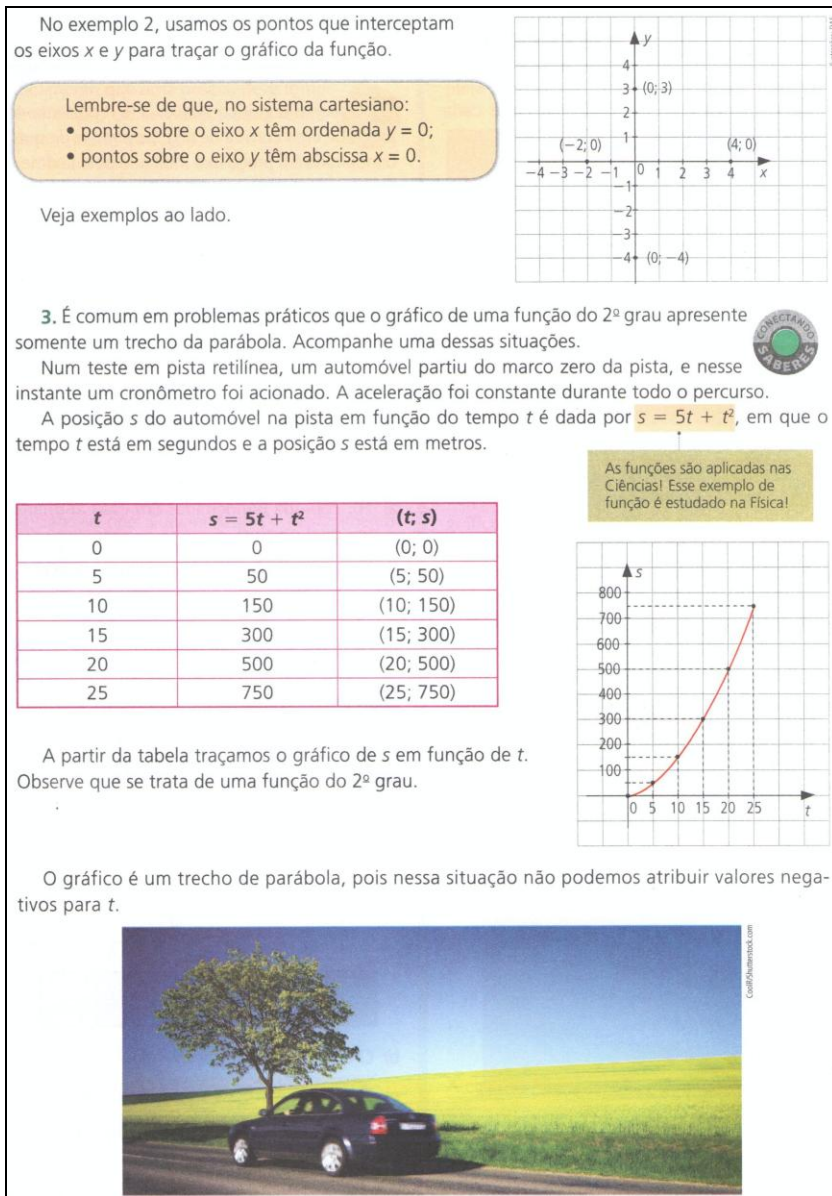 No exemplo 2, usamos os pontos que interceptam
os eixos x e y para traçar o gráfico da função.
Lembre-se de que, no sistema cartesiano:
• pontos sobre o eixo x têm ordenada y = 0;
• pontos sobre o eixo y têm abscissa x = 0.
Veja exemplos ao lado.
y
4
3 (0; 3)
2
1
(−2; 0) (4; 0)
−4 −3 −2 −1 0 1 2 3 4 x
−1
−2
−3
−4 (0; −4)
3. É comum em problemas práticos que o gráfico de uma função do 2º grau apresente
somente um trecho da parábola. Acompanhe uma dessas situações.
CONECTANDO
SABERES
Num teste em pista retilínea, um automóvel partiu do marco zero da pista, e nesse
instante um cronômetro foi acionado. A aceleração foi constante durante todo o percurso.
A posição s do automóvel na pista em função do tempo t é dada por s = 5t + t², em que o
tempo t está em segundos e a posição s está em metros.
As funções são aplicadas nas
Ciências! Esse exemplo de
função é estudado na Física!
t s = 5t + t² (t; s)
0 0 (0; 0)
5 50 (5; 50)
10 150 (10; 150)
15 300 (15; 300)
20 500 (20; 500)
25 750 (25; 750)
s
800
700
600
500
400
300
200
100
0 5 10 15 20 25 t
A partir da tabela traçamos o gráfico de s em função de t.
Observe que se trata de uma função do 2º grau.
O gráfico é um trecho de parábola, pois nessa situação não podemos atribuir valores nega-
tivos para t.
CoolR/Shutterstock.com